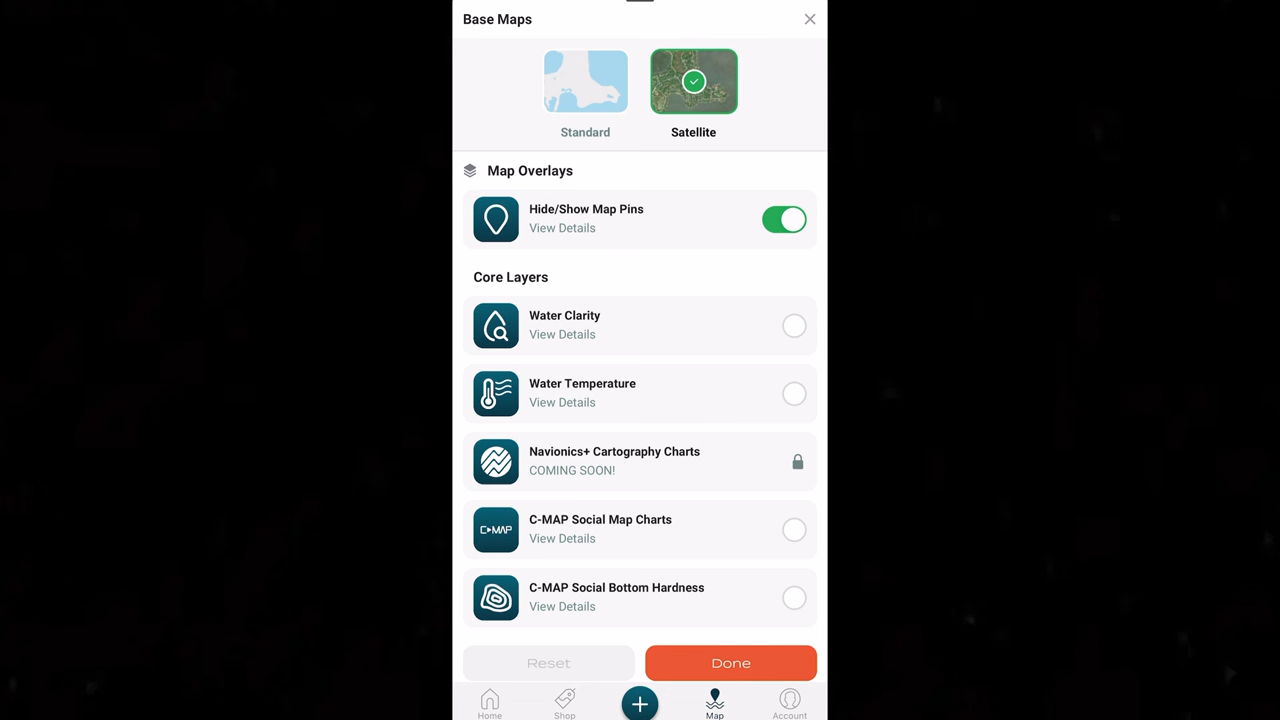 Base Maps
Standard
Satellite
Map Overlays
Hide/Show Map Pins
View Details
Core Layers
Water Clarity
View Details
Water Temperature
View Details
Navionics+ Cartography Charts
COMING SOON!
C-MAP
C-MAP Social Map Charts
View Details
C-MAP Social Bottom Hardness
View Details
Reset
Done
Home
Shop
Map
Account